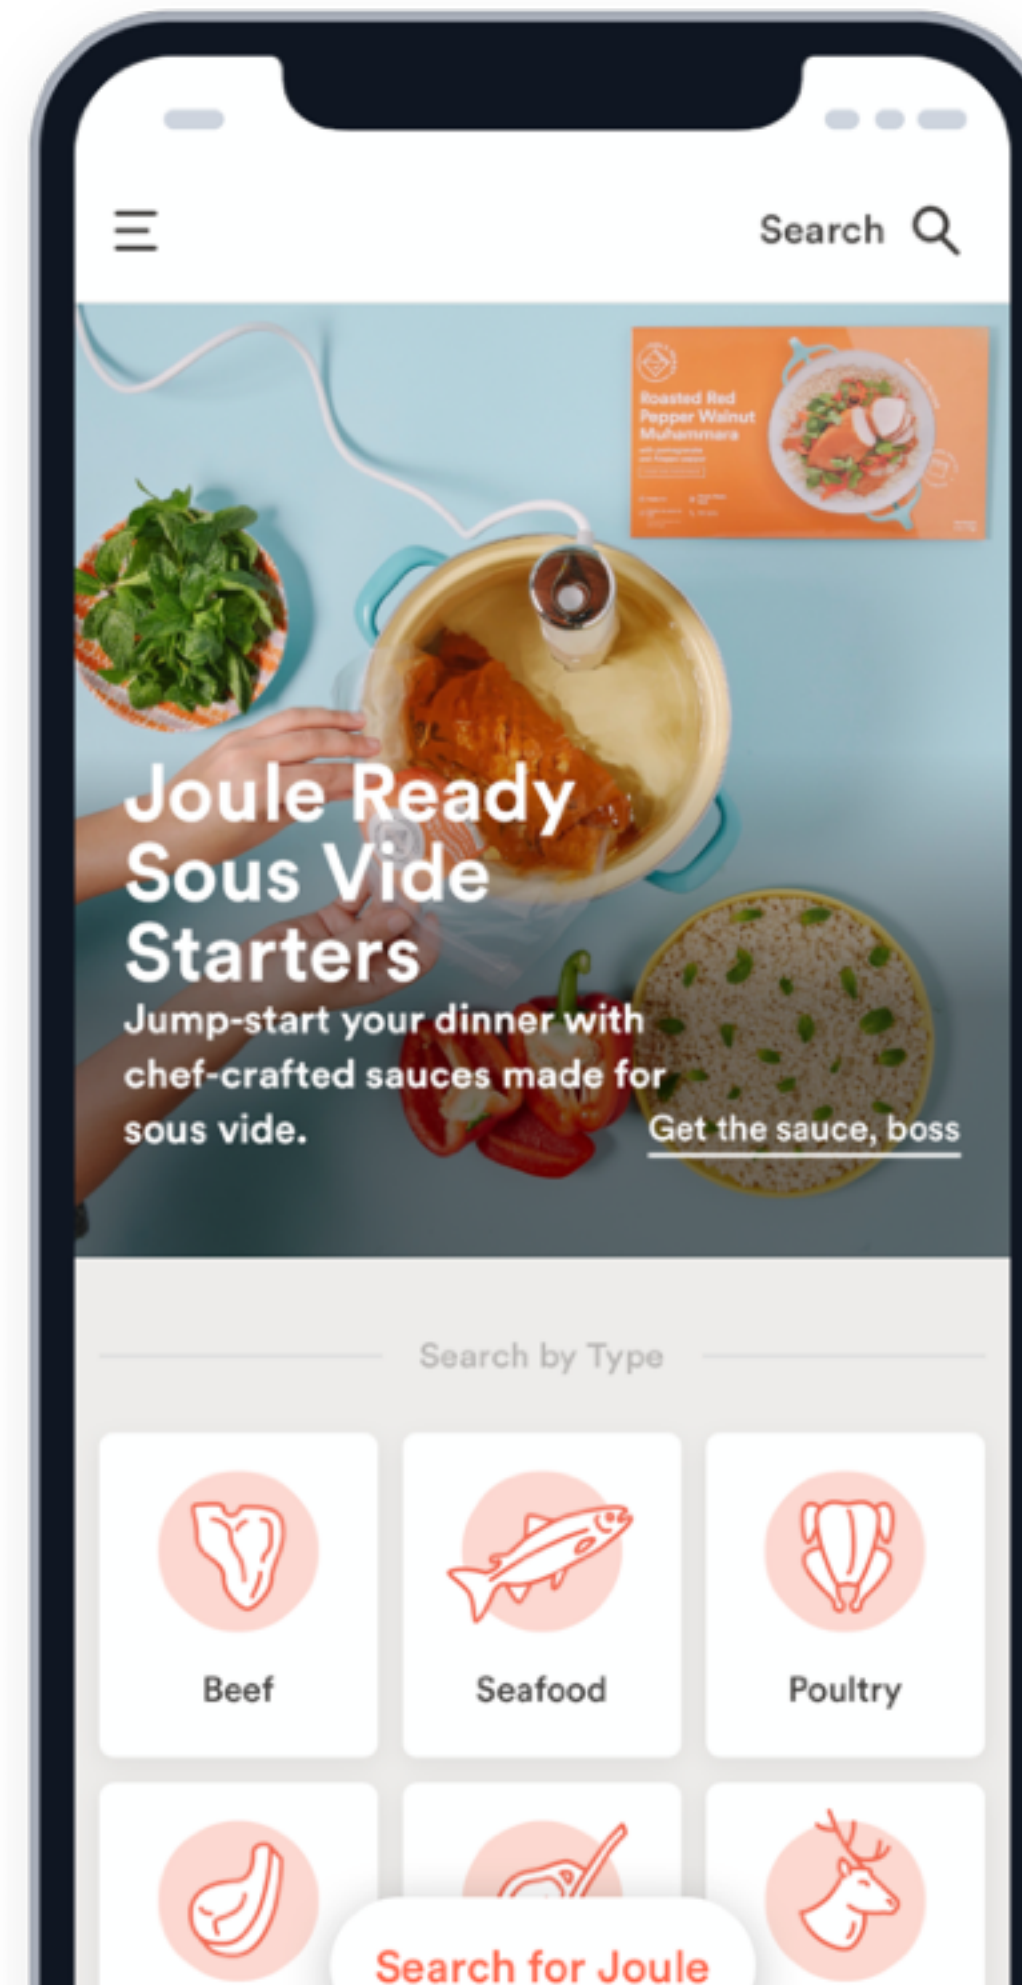 Search
Roasted Red
Pepper Walnut
Muhammara
Joule Ready
Sous Vide
Starters
Jump-start your dinner with
chef-crafted sauces made for
sous vide.
Get the sauce, boss
Search by Type
Beef
Seafood
Poultry
Search for Joule